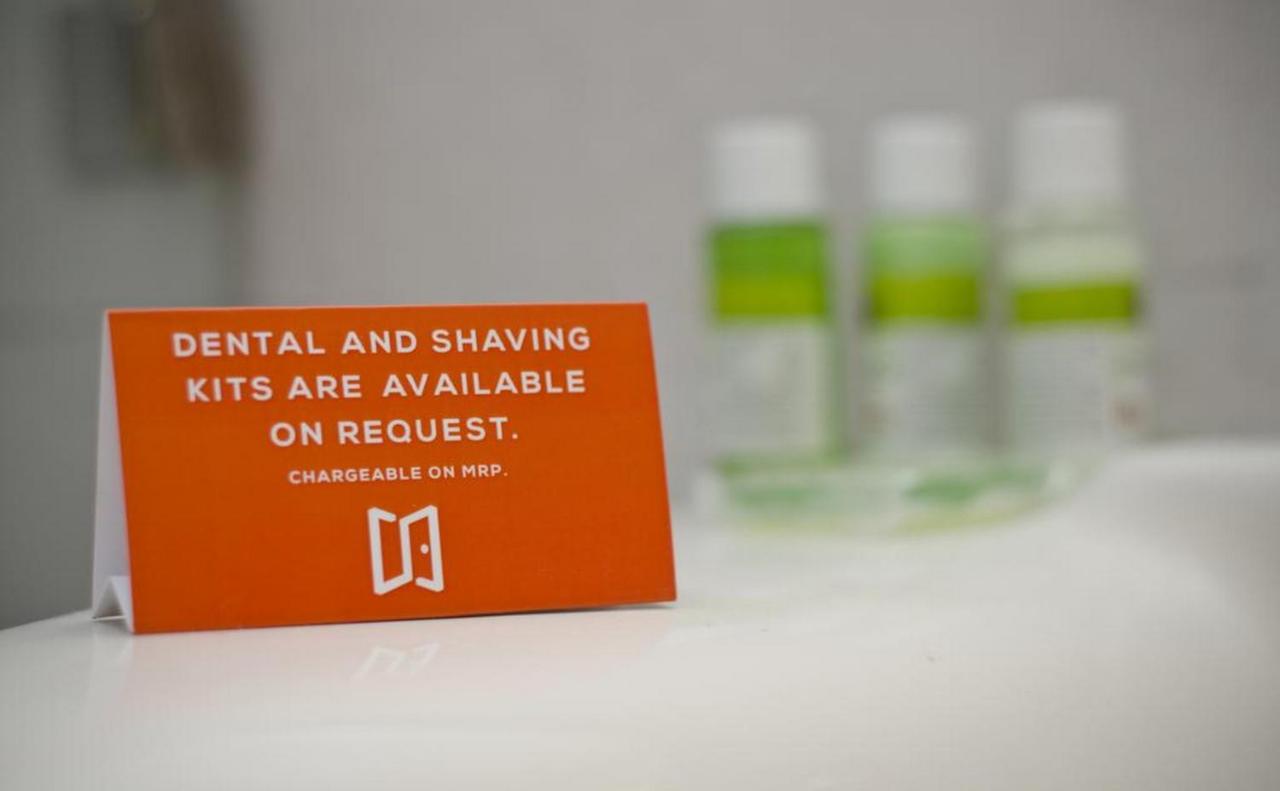 DENTAL AND SHAVING
KITS ARE AVAILABLE
ON REQUEST.
CHARGEABLE ON MRP.